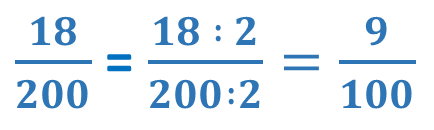 18/200 = 18 : 2/200:2 = 9/100